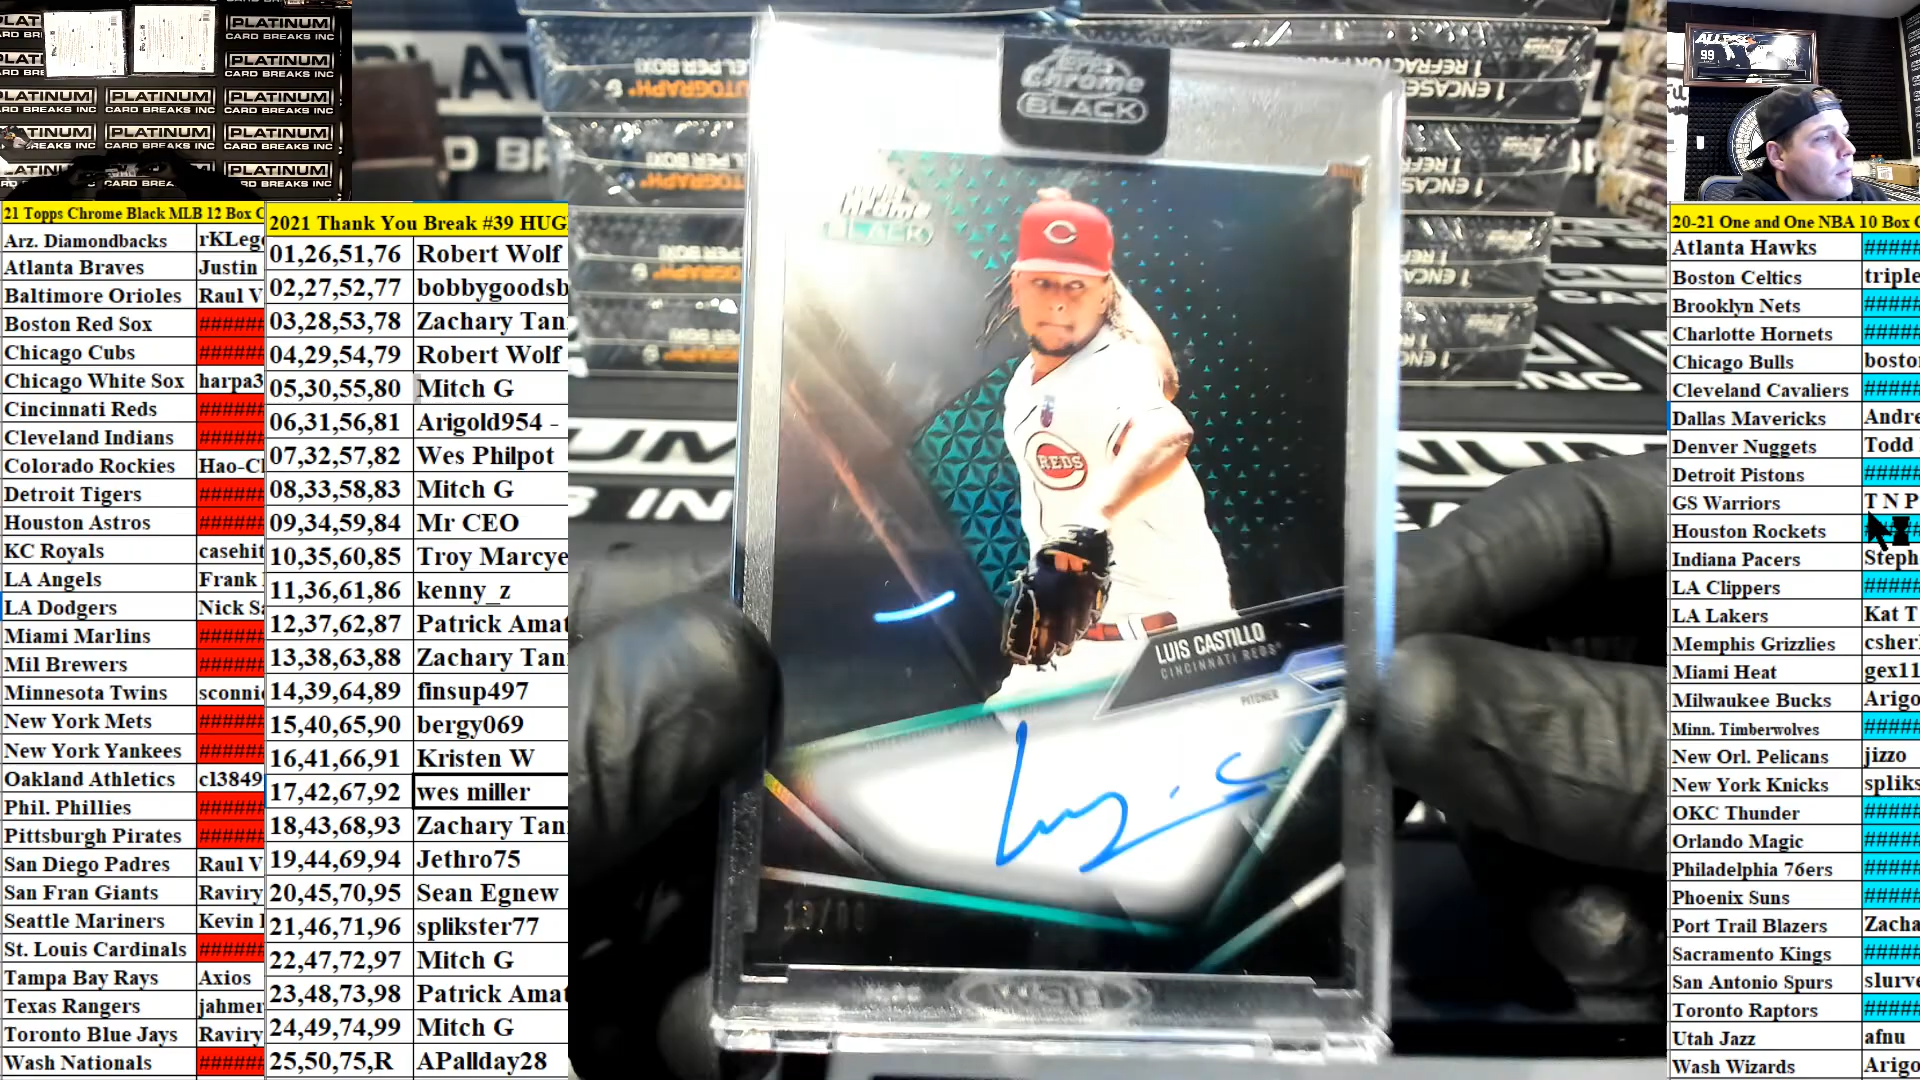 PLATINUM
CARD BREAKS INC
21 Topps Chrome Black MLB 12 Box C
Arz. Diamondbacks rKLeg
Atlanta Braves Justin
Baltimore Orioles Raul V
Boston Red Sox ######
Chicago Cubs ######
Chicago White Sox harpa3
Cincinnati Reds ######
Cleveland Indians ######
Colorado Rockies Hao-Cl
Detroit Tigers ######
Houston Astros ######
KC Royals casehit
LA Angels Frank
LA Dodgers Nick Sa
Miami Marlins ######
Mil Brewers ######
Minnesota Twins sconnie
New York Mets ######
New York Yankees ######
Oakland Athletics cl3849
Phil. Phillies ######
Pittsburgh Pirates ######
San Diego Padres Raul V
San Fran Giants Raviry
Seattle Mariners Kevin
St. Louis Cardinals ######
Tampa Bay Rays Axios
Texas Rangers jahmer
Toronto Blue Jays Raviry
Wash Nationals ######
2021 Thank You Break #39 HUG
01,26,51,76 Robert Wolf
02,27,52,77 bobbygoodsb
03,28,53,78 Zachary Tan
04,29,54,79 Robert Wolf
05,30,55,80 Mitch G
06,31,56,81 Arigold954 -
07,32,57,82 Wes Philpot
08,33,58,83 Mitch G
09,34,59,84 Mr CEO
10,35,60,85 Troy Marcye
11,36,61,86 kenny_z
12,37,62,87 Patrick Amat
13,38,63,88 Zachary Tan
14,39,64,89 finsup497
15,40,65,90 bergy069
16,41,66,91 Kristen W
17,42,67,92 wes miller
18,43,68,93 Zachary Tan
19,44,69,94 Jethro75
20,45,70,95 Sean Egnew
21,46,71,96 splikster77
22,47,72,97 Mitch G
23,48,73,98 Patrick Amat
24,49,74,99 Mitch G
25,50,75,R APallday28
Topps
Chrome
BLACK
C
REDS
LUIS CASTILLO
CINCINNATI REDS
PITCHER
99
20-21 One and One NBA 10 Box C
Atlanta Hawks #####
Boston Celtics triple
Brooklyn Nets #####
Charlotte Hornets #####
Chicago Bulls boston
Cleveland Cavaliers #####
Dallas Mavericks Andre
Denver Nuggets Todd
Detroit Pistons #####
GS Warriors T N P
Houston Rockets
Indiana Pacers Steph
LA Clippers #####
LA Lakers Kat T
Memphis Grizzlies csher
Miami Heat gex11
Milwaukee Bucks Arigo
Minn. Timberwolves #####
New Orl. Pelicans jizzo
New York Knicks spliks
OKC Thunder #####
Orlando Magic #####
Philadelphia 76ers #####
Phoenix Suns #####
Port Trail Blazers Zacha
Sacramento Kings #####
San Antonio Spurs slurve
Toronto Raptors #####
Utah Jazz afnu
Wash Wizards Arigo